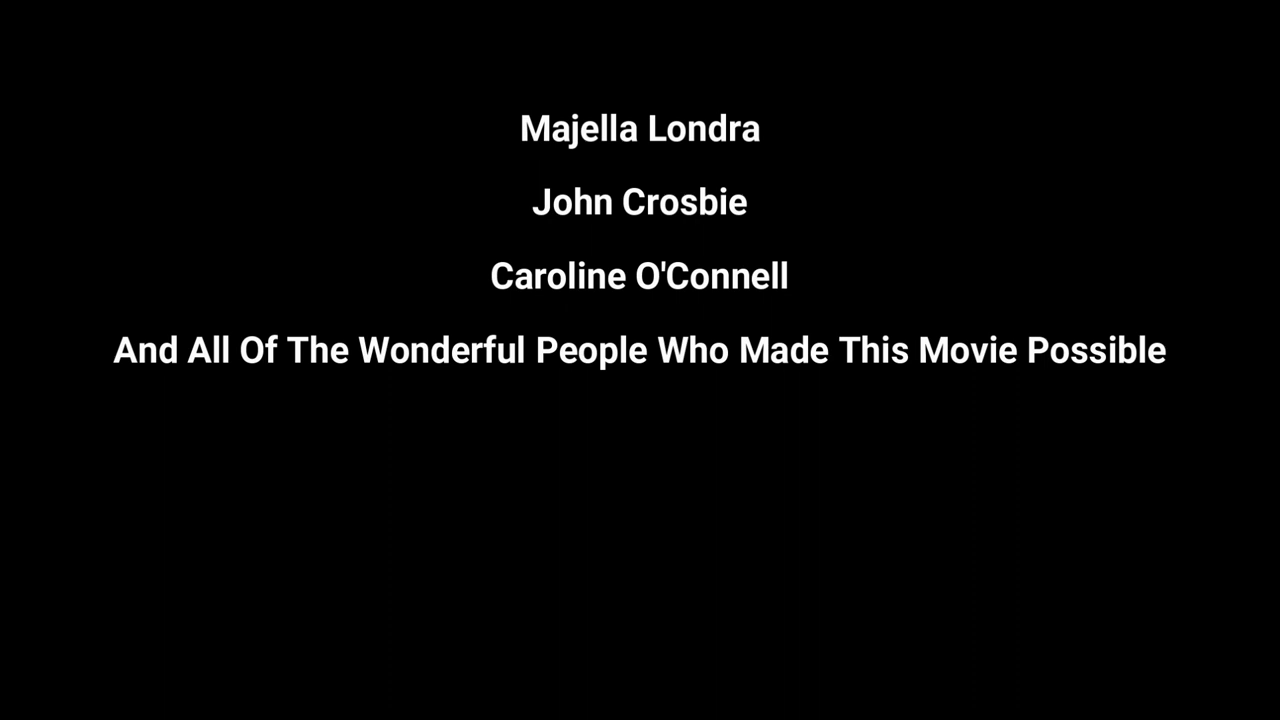 Majella Londra
John Crosbie
Caroline O'Connell
And All Of The Wonderful People Who Made This Movie Possible